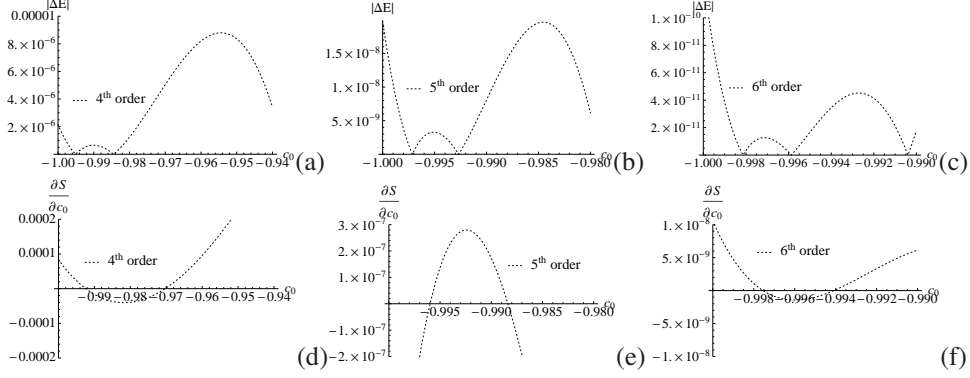 |ΔE|
0.00001
8. × 10⁻⁶
6. × 10⁻⁶
4. × 10⁻⁶
2. × 10⁻⁶
4th order
−1.00 −0.99 −0.98 −0.97 −0.96 −0.95 −0.94 c₀
(a)
|ΔE|
1.5 × 10⁻⁸
1. × 10⁻⁸
5. × 10⁻⁹
5th order
−1.000 −0.995 −0.990 −0.985 −0.980 c₀
(b)
|ΔE|
1. × 10⁻¹⁰
8. × 10⁻¹¹
6. × 10⁻¹¹
4. × 10⁻¹¹
2. × 10⁻¹¹
6th order
−1.000 −0.998 −0.996 −0.994 −0.992 −0.990 c₀
(c)
∂S
∂c₀
0.0002
0.0001
−0.0001
−0.0002
4th order
−0.99 −0.98 −0.97 −0.96 −0.95 −0.94 c₀
(d)
∂S
∂c₀
3. × 10⁻⁷
2. × 10⁻⁷
1. × 10⁻⁷
−1. × 10⁻⁷
−2. × 10⁻⁷
5th order
−0.995 −0.990 −0.985 −0.980 c₀
(e)
∂S
∂c₀
1. × 10⁻⁸
5. × 10⁻⁹
−5. × 10⁻⁹
−1. × 10⁻⁸
6th order
−0.998 −0.996 −0.994 −0.992 −0.990 c₀
(f)